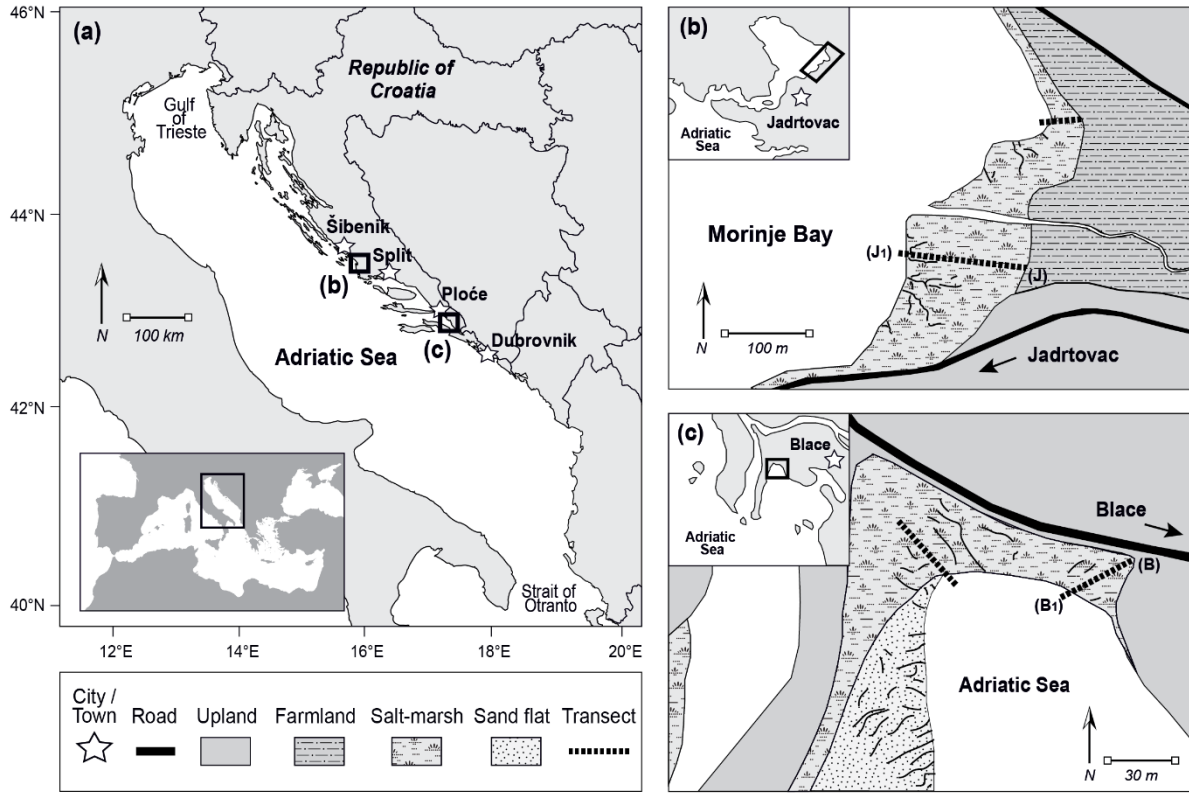 46°N
44°N
42°N
40°N
12°E
14°E
16°E
18°E
20°E
(a)
Republic of
Croatia
Gulf
of
Trieste
Šibenik
Split
(b)
Ploće
(c)
Dubrovnik
Adriatic Sea
N
100 km
Strait of
Otranto
City /
Town
Road
Upland
Farmland
Salt-marsh
Sand flat
Transect
(b)
Jadrtovac
Adriatic
Sea
Morinje Bay
(J1)
(J)
N
100 m
Jadrtovac
(c)
Blace
Adriatic
Sea
Blace
(B)
(B1)
Adriatic Sea
N
30 m